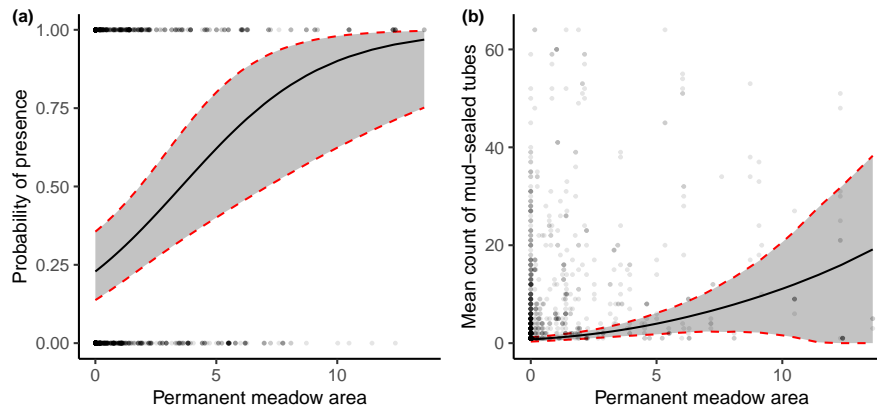 (a)
Probability of presence
1.00
0.75
0.50
0.25
0.00
0
5
10
Permanent meadow area
(b)
Mean count of mud−sealed tubes
60
40
20
0
0
5
10
Permanent meadow area